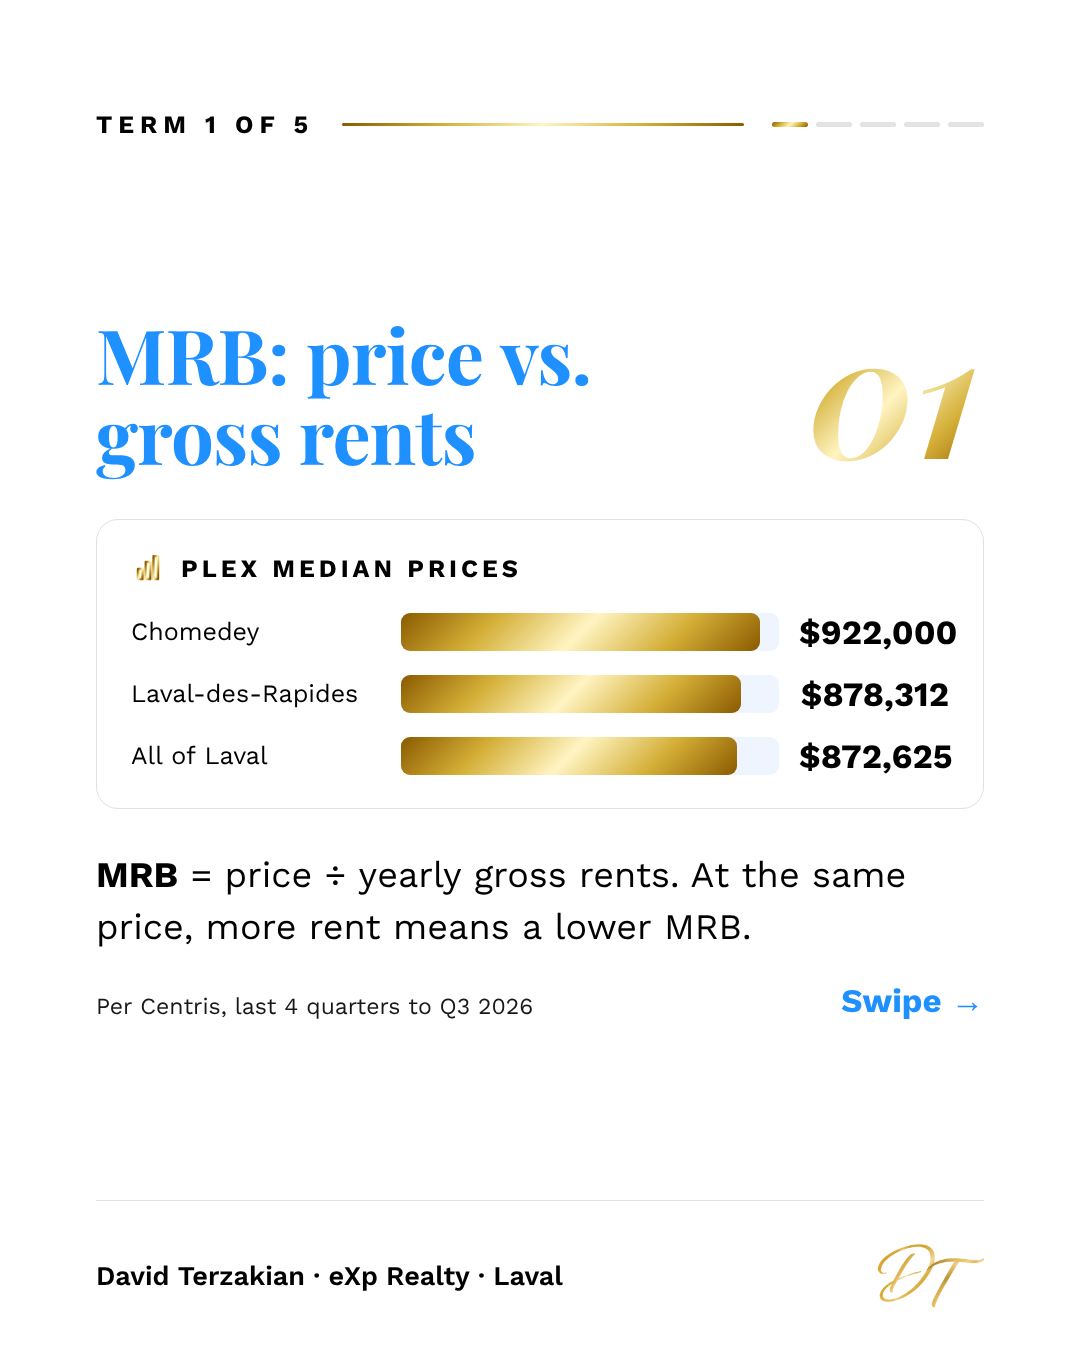 TERM 1 OF 5
MRB: price vs.
gross rents
01
PLEX MEDIAN PRICES
Chomedey $922,000
Laval-des-Rapides $878,312
All of Laval $872,625
MRB = price ÷ yearly gross rents. At the same
price, more rent means a lower MRB.
Per Centris, last 4 quarters to Q3 2026
Swipe →
David Terzakian · eXp Realty · Laval
DT